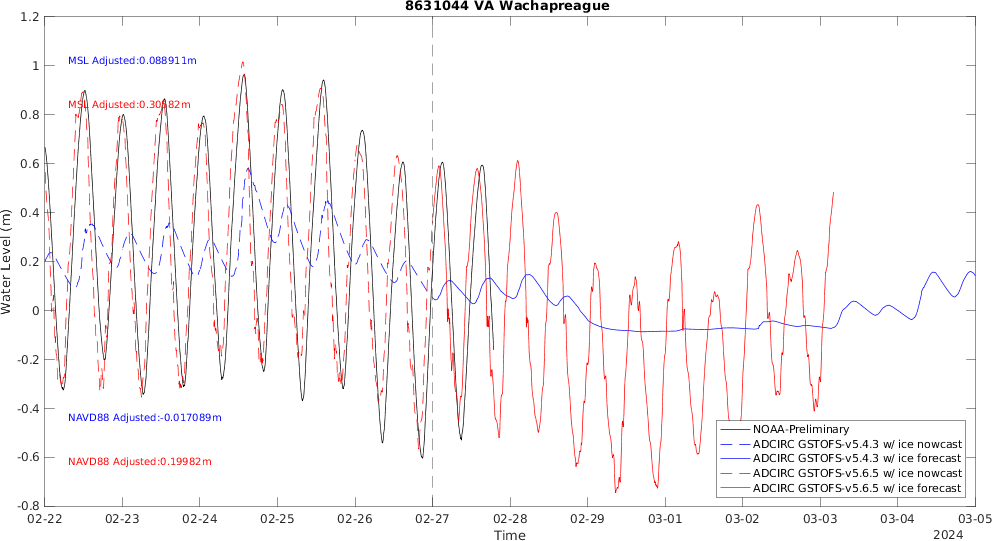 8631044 VA Wachapreague
1.2
1
0.8
0.6
0.4
0.2
0
-0.2
-0.4
-0.6
-0.8
Water Level (m)
MSL Adjusted:0.088911m
MSL Adjusted:0.30182m
NAVD88 Adjusted:-0.017089m
NAVD88 Adjusted:0.19982m
NOAA-Preliminary
ADCIRC GSTOFS-v5.4.3 w/ ice nowcast
ADCIRC GSTOFS-v5.4.3 w/ ice forecast
ADCIRC GSTOFS-v5.6.5 w/ ice nowcast
ADCIRC GSTOFS-v5.6.5 w/ ice forecast
02-22 02-23 02-24 02-25 02-26 02-27 02-28 02-29 03-01 03-02 03-03 03-04 03-05
Time
2024